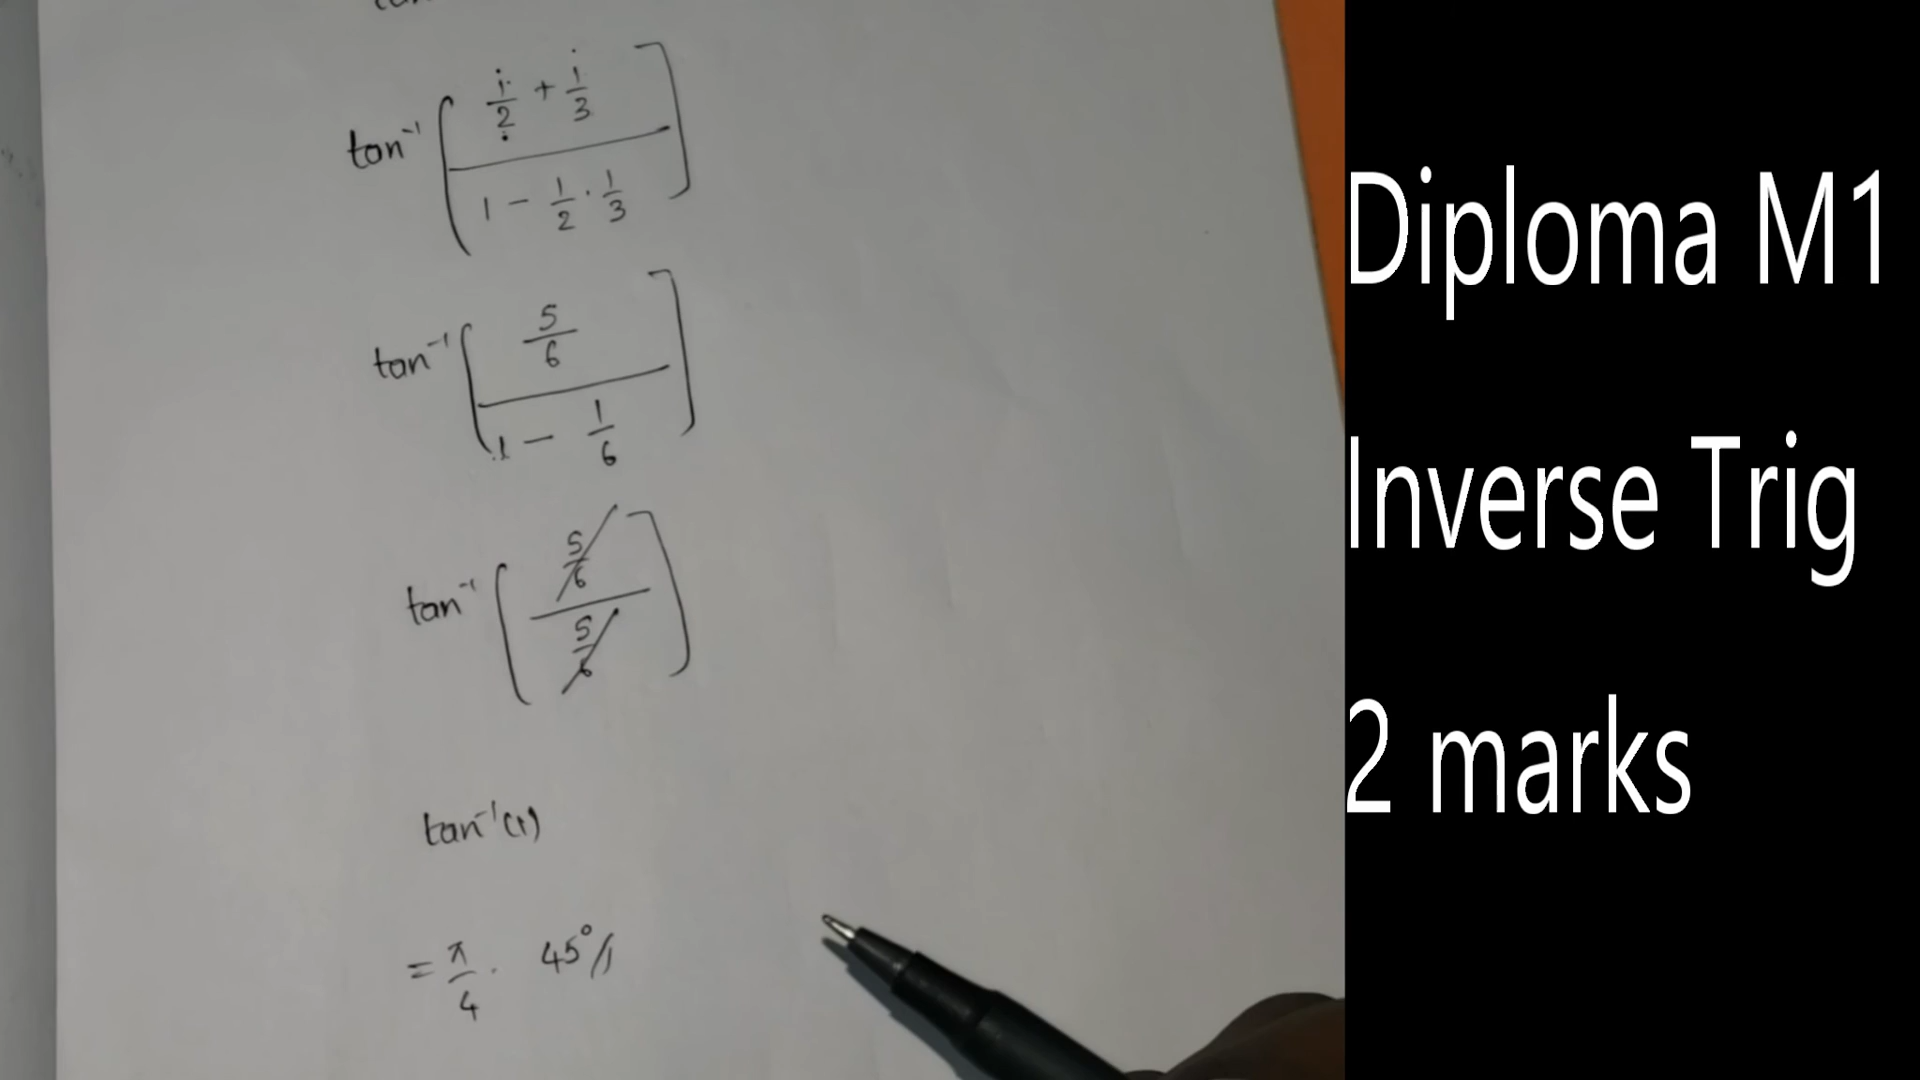 tan⁻¹ [ (1/2 + 1/3) / (1 - 1/2 · 1/3) ]
tan⁻¹ [ (5/6) / (1 - 1/6) ]
tan⁻¹ [ (5/6) / (5/6) ]
tan⁻¹(1)
= π/4 . 45° //
Diploma M1
Inverse Trig
2 marks